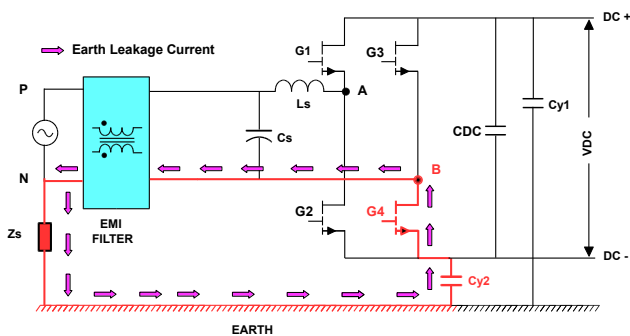 DC +
G1
G3
Earth Leakage Current
P
A
Ls
Cy1
CDC
Cs
VDC
B
N
G2
G4
EMI
FILTER
Zs
DC -
Cy2
EARTH